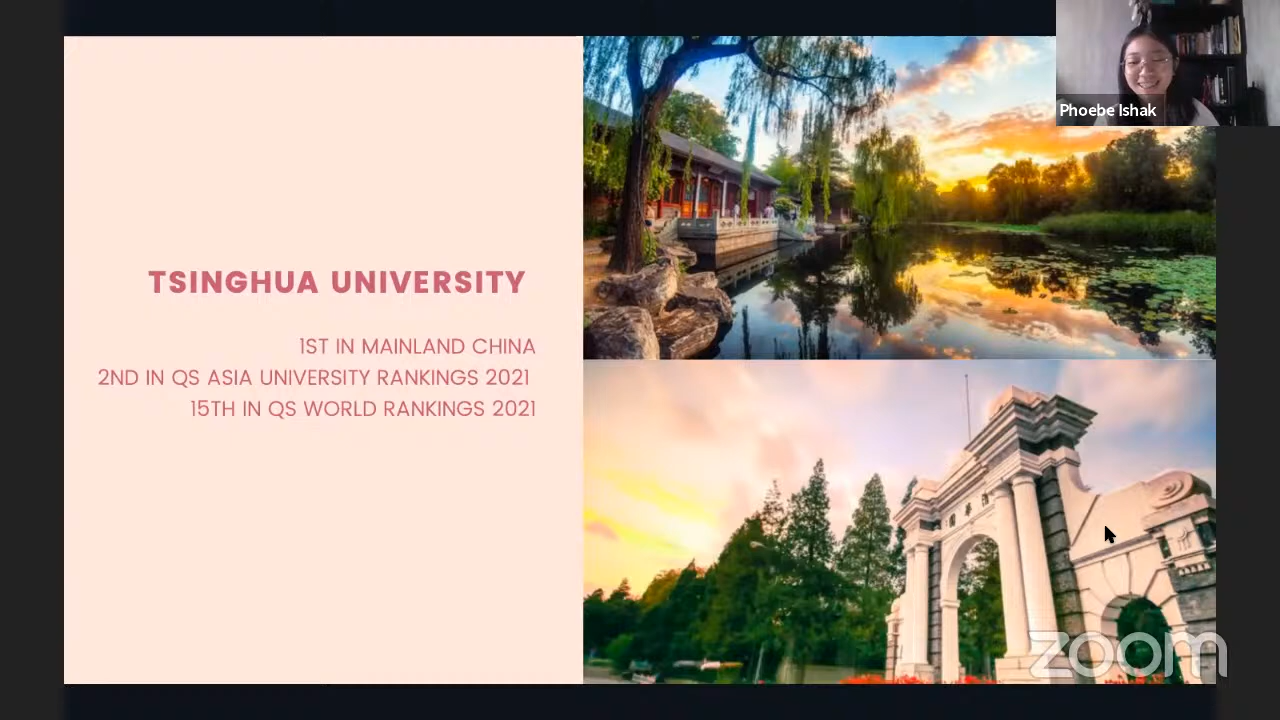 Phoebe Ishak
TSINGHUA UNIVERSITY
1ST IN MAINLAND CHINA
2ND IN QS ASIA UNIVERSITY RANKINGS 2021
15TH IN QS WORLD RANKINGS 2021
zoom